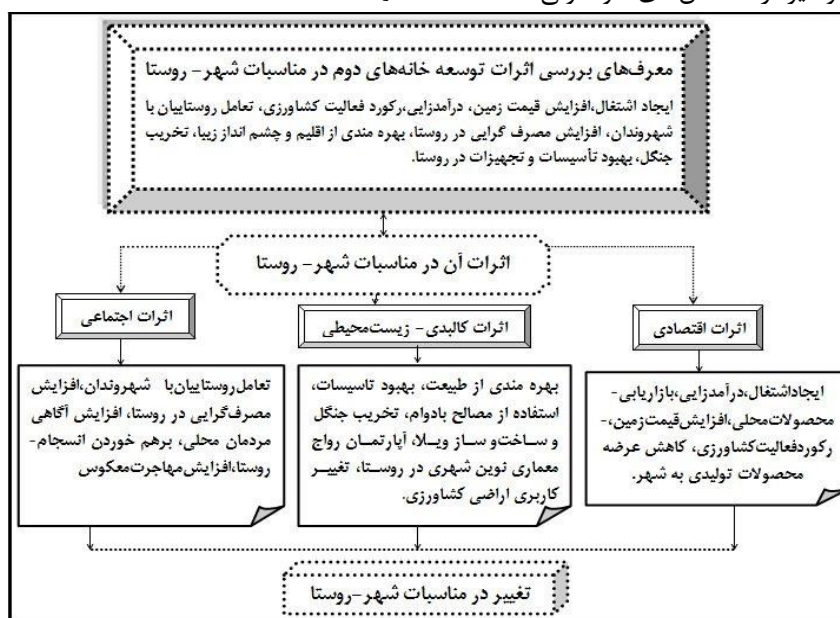 معرف‌های بررسی اثرات توسعه خانه‌های دوم در مناسبات شهر- روستا
ایجاد اشتغال،افزایش قیمت زمین، درآمدزایی،رکورد فعالیت کشاورزی، تعامل روستاییان با
شهروندان، افزایش مصرف گرایی در روستا، بهره مندی از اقلیم و چشم انداز زیبا، تخریب
جنگل، بهبود تأسیسات و تجهیزات در روستا.
اثرات آن در مناسبات شهر- روستا
اثرات اقتصادی
ایجاداشتغال،درآمدزایی،بازاریابی-
محصولات‌محلی،افزایش‌قیمت‌زمین،-
رکوردفعالیت‌کشاورزی، کاهش عرضه
محصولات تولیدی به شهر.
اثرات کالبدی- زیست‌محیطی
بهره مندی از طبیعت، بهبود تاسیسات،
استفاده از مصالح بادوام، تخریب جنگل
و ساخت‌و ساز ویـلا، آپارتمـان رواج
معماری نوین شهری در روسـتا، تغییـر
کاربری اراضی کشاورزی.
اثرات اجتماعی
تعامل‌روستاییان‌با شهروندان،افزایش
مصرف‌گرایی در روستا، افزایش آگاهی
مردمان محلی، برهم خوردن انسجام-
روستا،افزایش‌مهاجرت‌معکوس
تغییر در مناسبات شهر-روستا